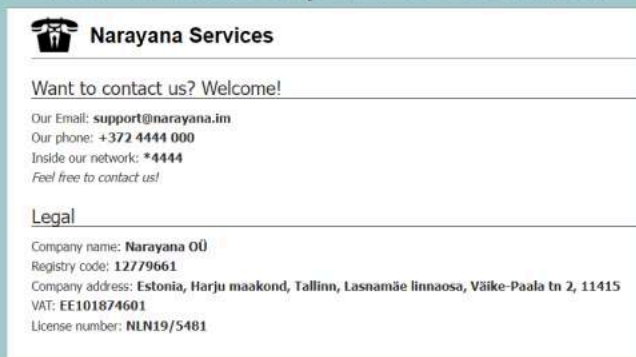 Narayana Services
Want to contact us? Welcome!
Our Email: support@narayana.im
Our phone: +372 4444 000
Inside our network: *4444
Feel free to contact us!
Legal
Company name: Narayana OÜ
Registry code: 12779661
Company address: Estonia, Harju maakond, Tallinn, Lasnamäe linnaosa, Väike-Paala tn 2, 11415
VAT: EE101874601
License number: NLN19/5481